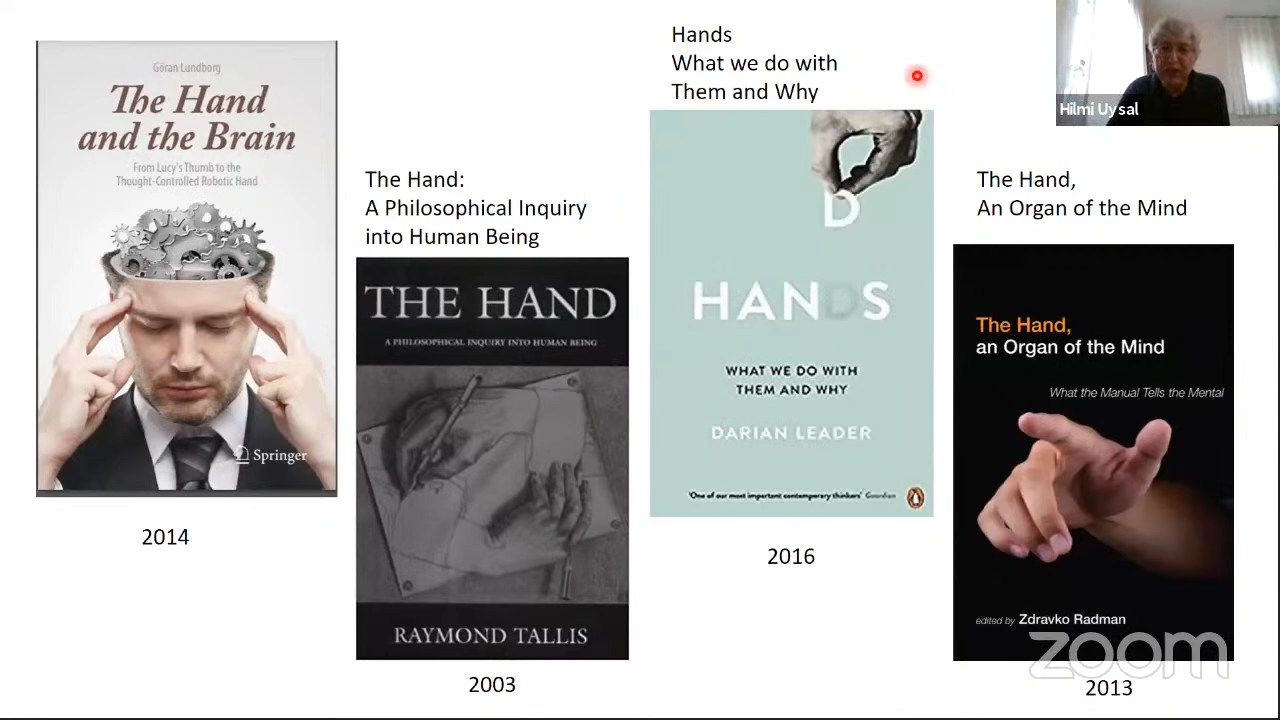 Göran Lundborg
The Hand
and the Brain
From Lucy's Thumb to the
Thought-Controlled Robotic Hand
Springer
2014
The Hand:
A Philosophical Inquiry
into Human Being
THE HAND
A PHILOSOPHICAL INQUIRY INTO HUMAN BEING
RAYMOND TALLIS
2003
Hands
What we do with
Them and Why
D
HANDS
WHAT WE DO WITH
THEM AND WHY
DARIAN LEADER
'One of our most important contemporary thinkers' Guardian
2016
Hilmi Uysal
The Hand,
An Organ of the Mind
The Hand,
an Organ of the Mind
What the Manual Tells the Mental
edited by Zdravko Radman
zoom
2013